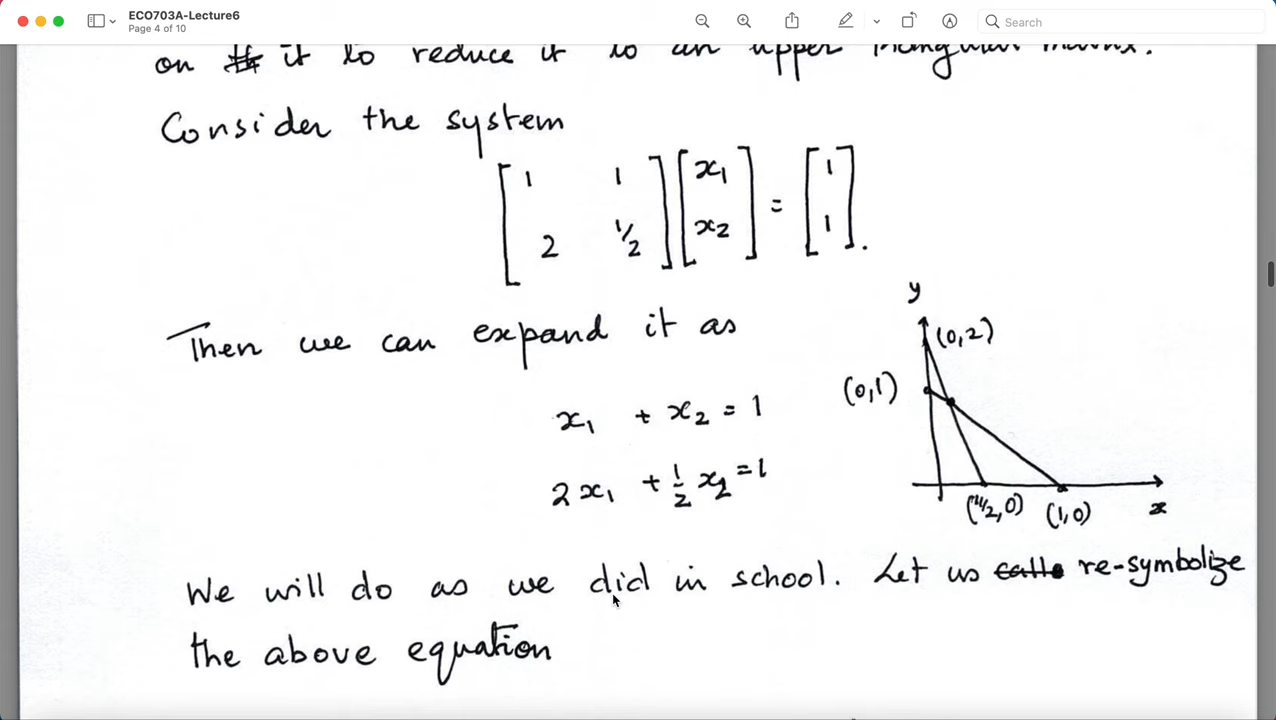 ECO703A-Lecture6
Page 4 of 10
Search
on it to reduce it to an upper triangular matrix.
Consider the system
[1 1; 2 1/2] [x1; x2] = [1; 1].
Then we can expand it as
x1 + x2 = 1
2x1 + 1/2 x2 = 1
y
(0,2)
(0,1)
(1/2,0) (1,0) x
We will do as we did in school. Let us re-symbolize
the above equation